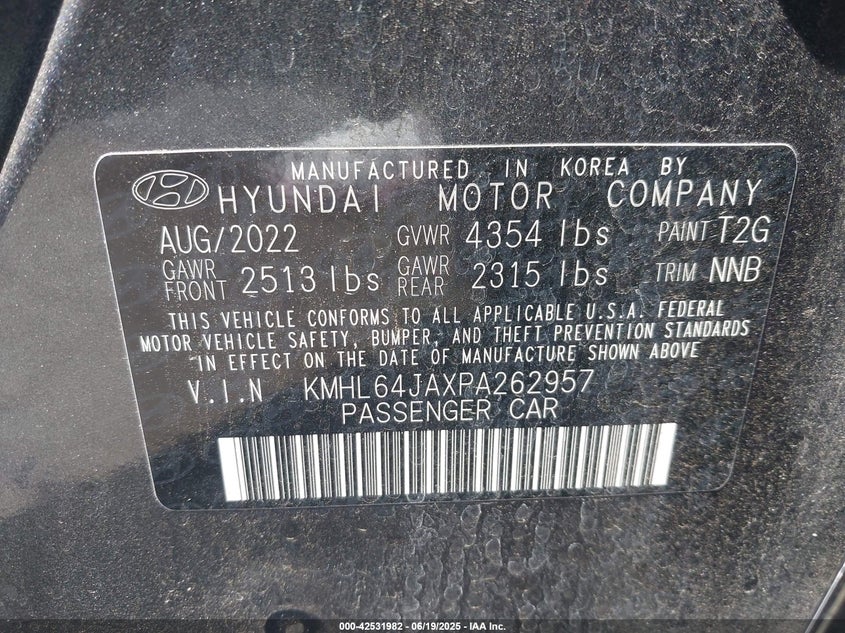 MANUFACTURED IN KOREA BY
HYUNDAI MOTOR COMPANY
AUG/2022 GVWR 4354 lbs PAINT T2G
GAWR FRONT 2513 lbs GAWR REAR 2315 lbs TRIM NNB
THIS VEHICLE CONFORMS TO ALL APPLICABLE U.S.A. FEDERAL
MOTOR VEHICLE SAFETY, BUMPER, AND THEFT PREVENTION STANDARDS
IN EFFECT ON THE DATE OF MANUFACTURE SHOWN ABOVE
V.I.N KMHL64JAXPA262957
PASSENGER CAR
000-42531982 - 06/19/2025 - IAA Inc.